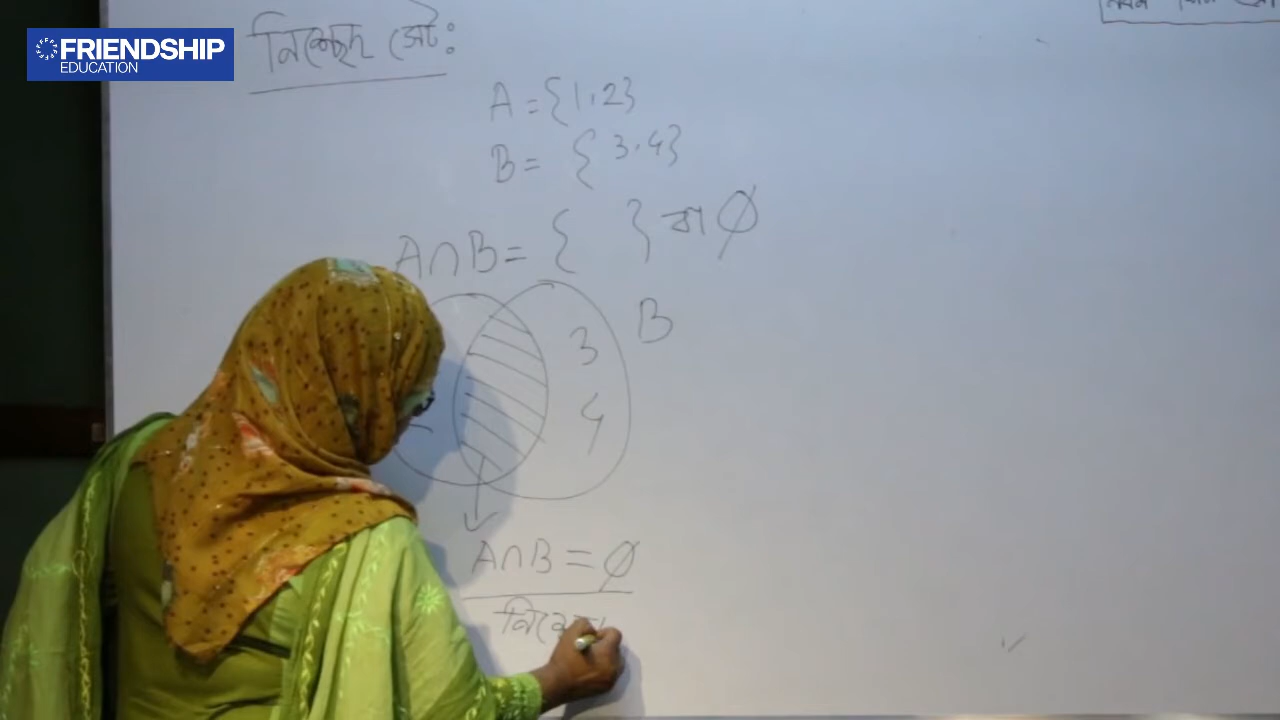 FRIENDSHIP
EDUCATION
নিশ্ছেদ সেট:
A = {1,2}
B = { 3,4}
A∩B = { } বা ∅
B
3
4
A∩B = ∅